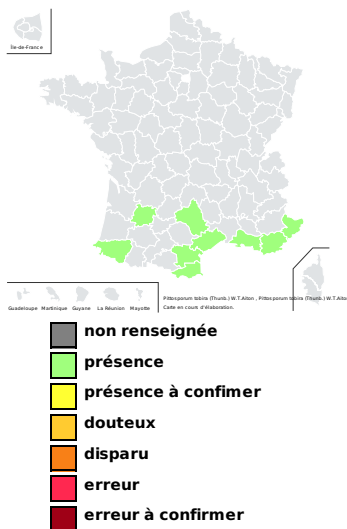 Île-de-France
Guadeloupe Martinique Guyane La Réunion Mayotte
Pittosporum tobira (Thunb.) W.T.Aiton , Pittosporum tobira (Thunb.) W.T.Aito
Carte en cours d'élaboration.
non renseignée
présence
présence à confimer
douteux
disparu
erreur
erreur à confirmer